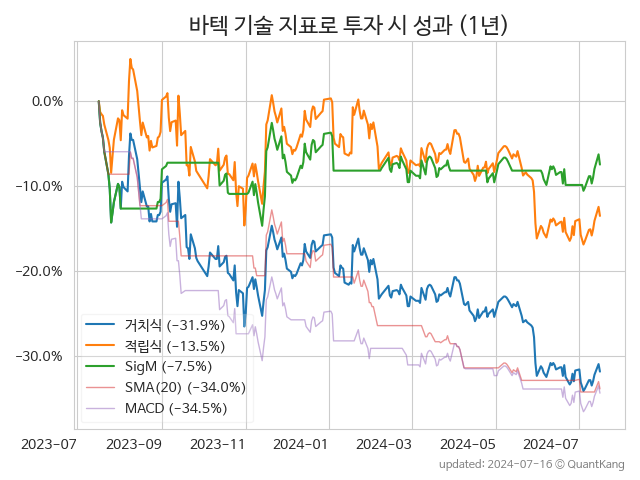 바텍 기술 지표로 투자 시 성과 (1년)
0.0%
−10.0%
−20.0%
−30.0%
거치식 (−31.9%)
적립식 (−13.5%)
SigM (−7.5%)
SMA(20) (−34.0%)
MACD (−34.5%)
2023−07
2023−09
2023−11
2024−01
2024−03
2024−05
2024−07
updated: 2024−07−16 © QuantKang